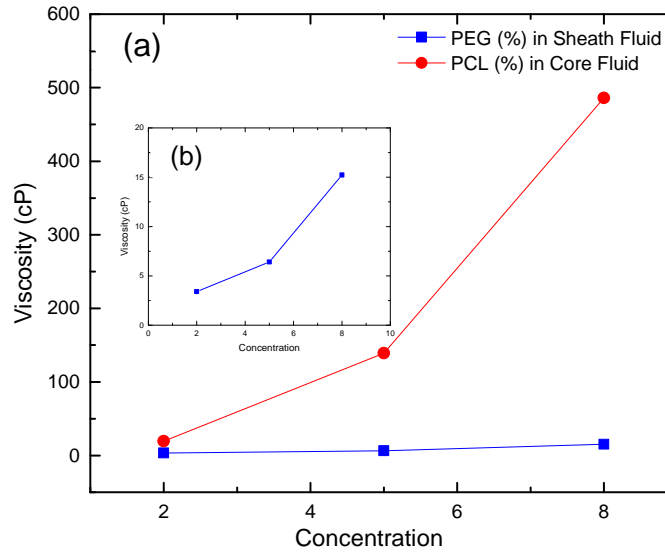 (a)
PEG (%) in Sheath Fluid
PCL (%) in Core Fluid
600
500
400
300
200
100
0
Viscosity (cP)
2
4
6
8
Concentration
(b)
20
15
10
5
0
Viscosity (cP)
0
2
4
6
8
10
Concentration